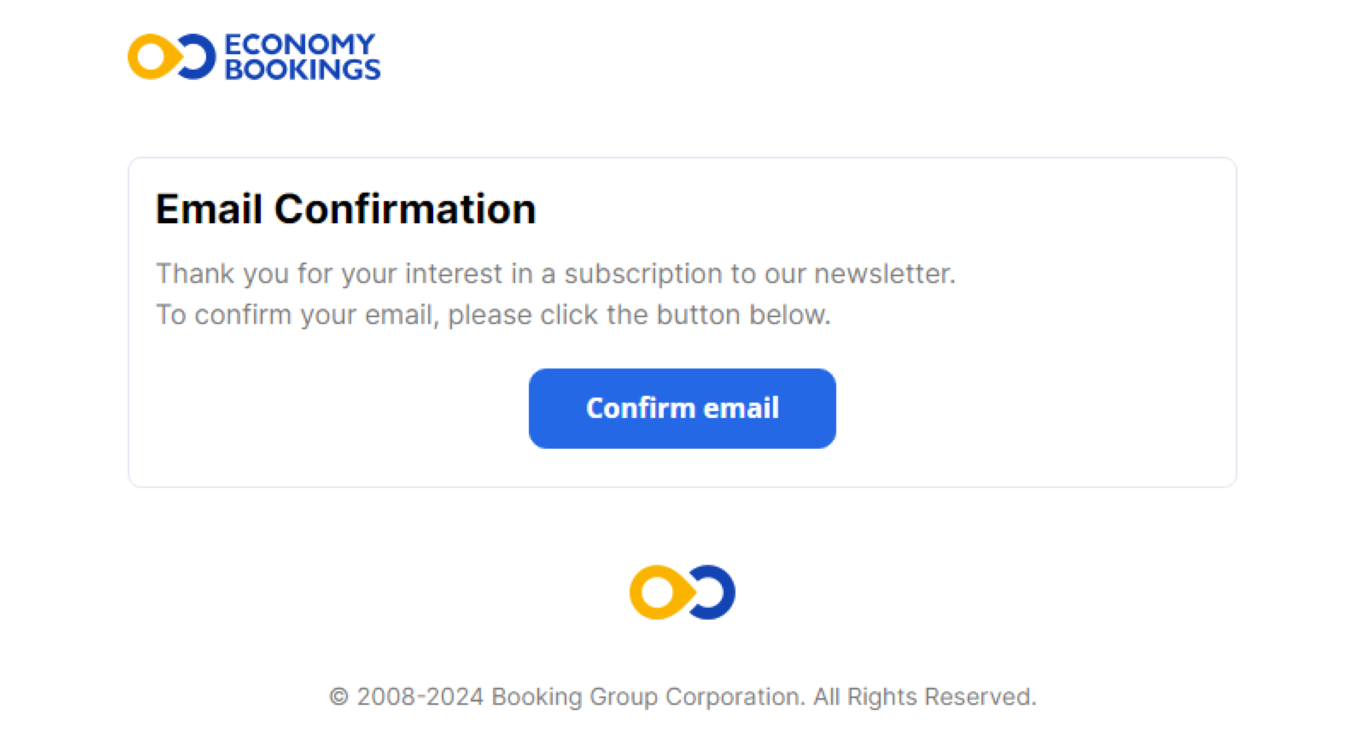 ECONOMY
BOOKINGS
Email Confirmation
Thank you for your interest in a subscription to our newsletter.
To confirm your email, please click the button below.
Confirm email
© 2008-2024 Booking Group Corporation. All Rights Reserved.